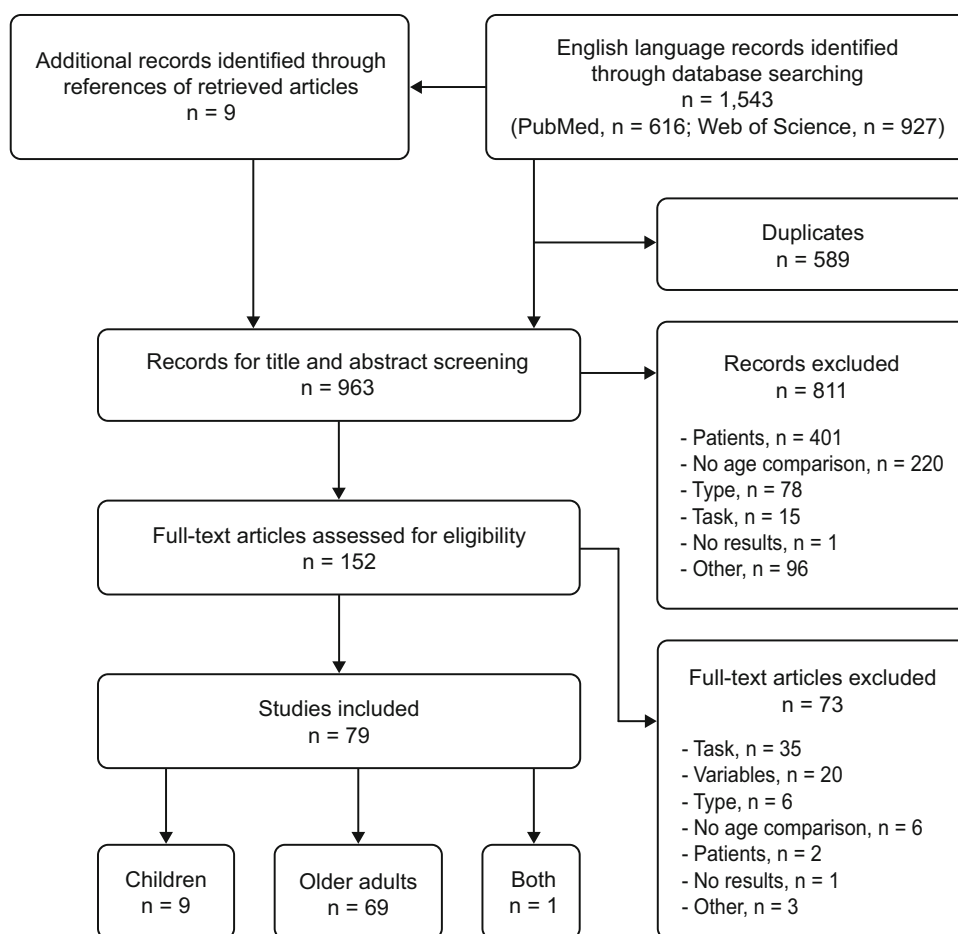 Additional records identified through
references of retrieved articles
n = 9
English language records identified
through database searching
n = 1,543
(PubMed, n = 616; Web of Science, n = 927)
Duplicates
n = 589
Records for title and abstract screening
n = 963
Records excluded
n = 811
- Patients, n = 401
- No age comparison, n = 220
- Type, n = 78
- Task, n = 15
- No results, n = 1
- Other, n = 96
Full-text articles assessed for eligibility
n = 152
Full-text articles excluded
n = 73
- Task, n = 35
- Variables, n = 20
- Type, n = 6
- No age comparison, n = 6
- Patients, n = 2
- No results, n = 1
- Other, n = 3
Studies included
n = 79
Children
n = 9
Older adults
n = 69
Both
n = 1